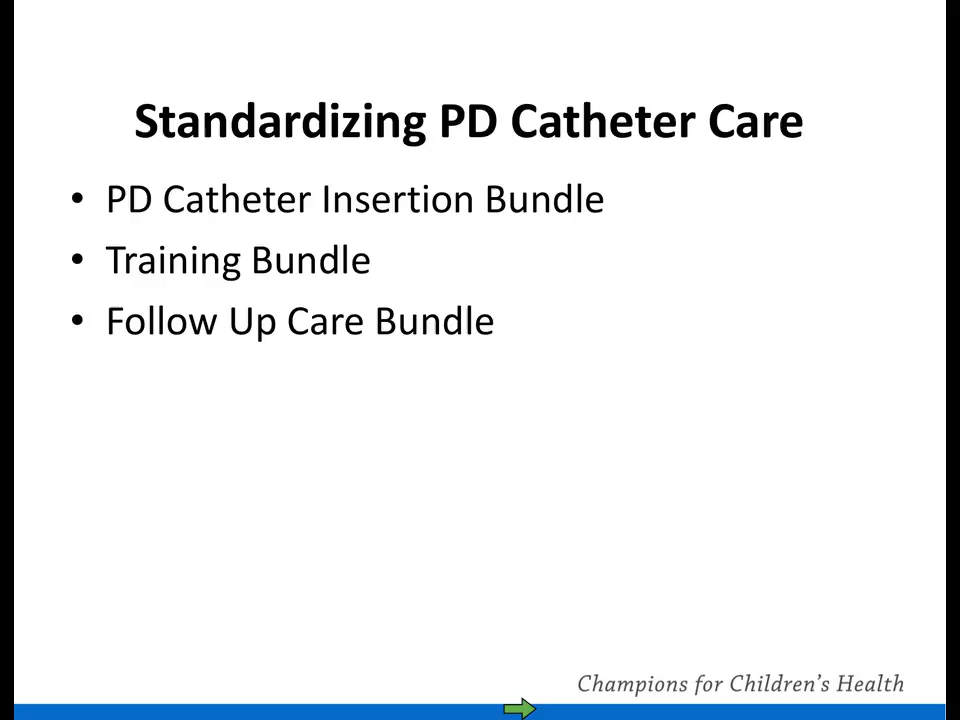 Standardizing PD Catheter Care
• PD Catheter Insertion Bundle
• Training Bundle
• Follow Up Care Bundle
Champions for Children's Health